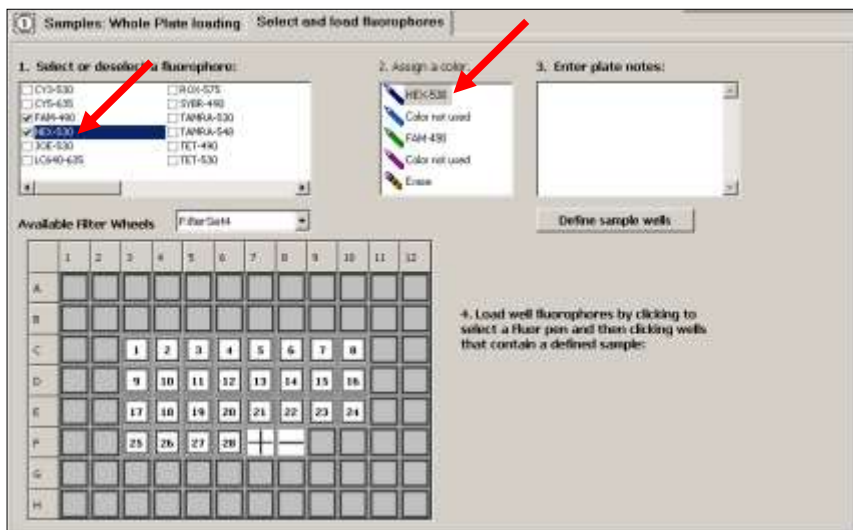 1 Samples: Whole Plate loading Select and load fluorophores
1. Select or deselect a fluorophore:
CY3-530 ROX-575
CY5-635 SYBR-490
FAM-490 TAMRA-530
HEX-530 TAMRA-548
JOE-530 TET-490
LC640-635 TET-530
2. Assign a color:
HEX-530
Color not used
FAM-490
Color not used
Erase
3. Enter plate notes:
Available Filter Wheels FilterSet4
Define sample wells
1 2 3 4 5 6 7 8 9 10 11 12
A
B
C 1 2 3 4 5 6 7 8
D 9 10 11 12 13 14 15 16
E 17 18 19 20 21 22 23 24
F 25 26 27 28 + −
G
H
4. Load well fluorophores by clicking to
select a Fluor pen and then clicking wells
that contain a defined sample: